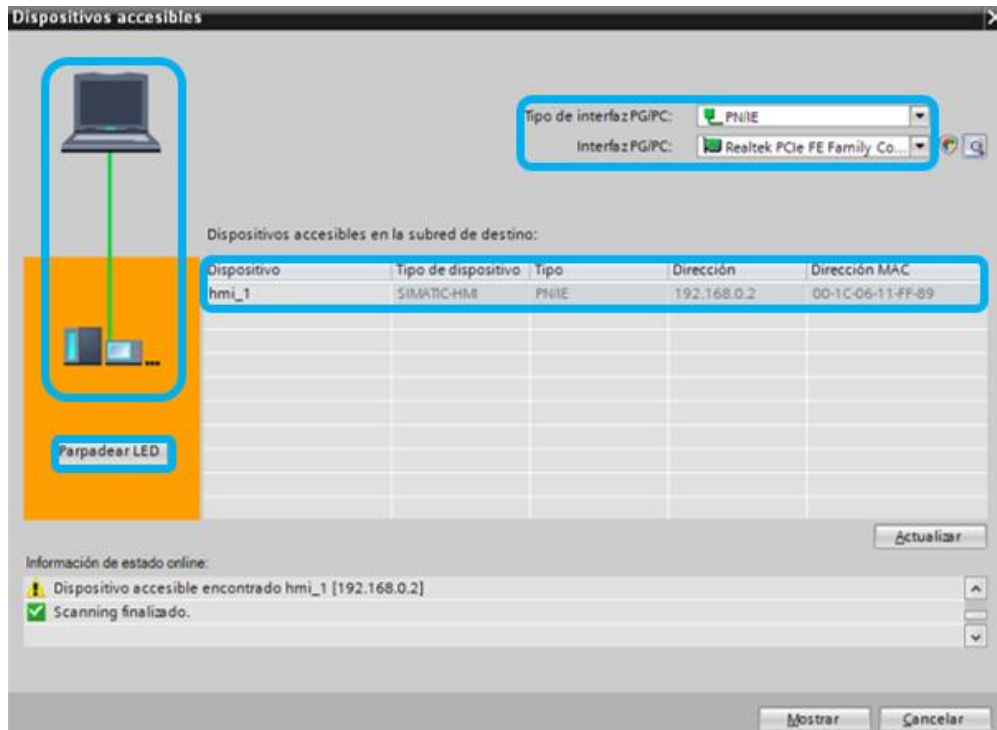 Dispositivos accesibles
Tipo de interfaz PG/PC: PN/IE
Interfaz PG/PC: Realtek PCIe FE Family Co...
Dispositivos accesibles en la subred de destino:
Dispositivo Tipo de dispositivo Tipo Dirección Dirección MAC
hmi_1 SIMATIC-HMI PN/IE 192.168.0.2 00-1C-06-11-FF-89
Parpadear LED
Actualizar
Información de estado online:
Dispositivo accesible encontrado hmi_1 [192.168.0.2]
Scanning finalizado.
Mostrar Cancelar